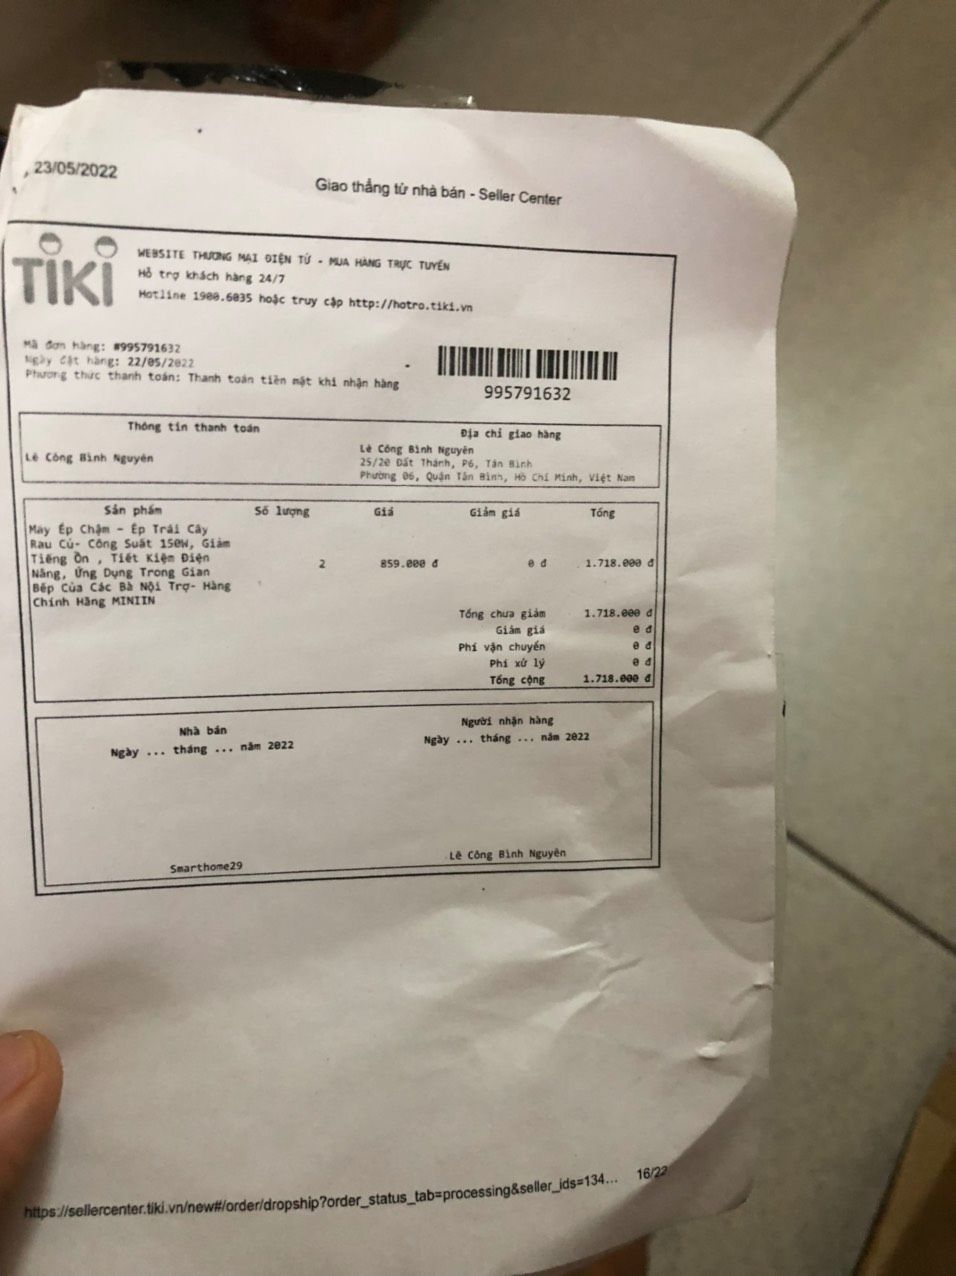 , 23/05/2022
Giao thẳng từ nhà bán - Seller Center
TIKI
WEBSITE THƯƠNG MẠI ĐIỆN TỬ - MUA HÀNG TRỰC TUYẾN
Hỗ trợ khách hàng 24/7
Hotline 1900.6035 hoặc truy cập http://hotro.tiki.vn
Mã đơn hàng: #995791632
Ngày đặt hàng: 22/05/2022
Phương thức thanh toán: Thanh toán tiền mặt khi nhận hàng
995791632
Thông tin thanh toán
Lê Công Bình Nguyên
Địa chỉ giao hàng
Lê Công Bình Nguyên
25/20 Đất Thánh, P6, Tân Bình
Phường 06, Quận Tân Bình, Hồ Chí Minh, Việt Nam
Sản phẩm Số lượng Giá Giảm giá Tổng
Máy Ép Chậm - Ép Trái Cây
Rau Củ- Công Suất 150W, Giảm
Tiếng Ồn , Tiết Kiệm Điện 2 859.000 đ 0 đ 1.718.000 đ
Năng, Ứng Dụng Trong Gian
Bếp Của Các Bà Nội Trợ- Hàng
Chính Hãng MINIIN
Tổng chưa giảm 1.718.000 đ
Giảm giá 0 đ
Phí vận chuyển 0 đ
Phí xử lý 0 đ
Tổng cộng 1.718.000 đ
Nhà bán
Ngày ... tháng ... năm 2022
Smarthome29
Người nhận hàng
Ngày ... tháng ... năm 2022
Lê Công Bình Nguyên
https://sellercenter.tiki.vn/new#/order/dropship?order_status_tab=processing&seller_ids=134... 16/22